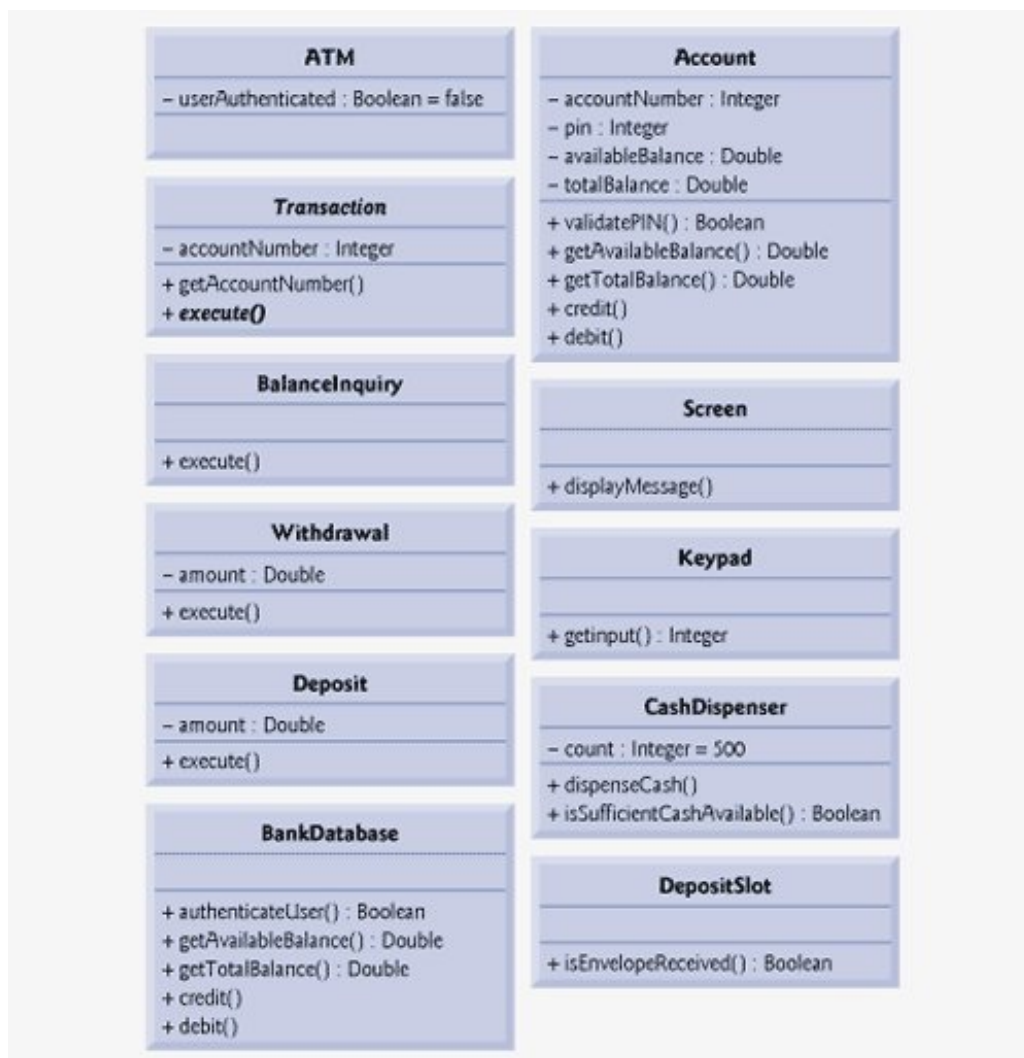 ATM
– userAuthenticated : Boolean = false
Transaction
– accountNumber : Integer
+ getAccountNumber()
+ execute()
BalanceInquiry
+ execute()
Withdrawal
– amount : Double
+ execute()
Deposit
– amount : Double
+ execute()
BankDatabase
+ authenticateUser() : Boolean
+ getAvailableBalance() : Double
+ getTotalBalance() : Double
+ credit()
+ debit()
Account
– accountNumber : Integer
– pin : Integer
– availableBalance : Double
– totalBalance : Double
+ validatePIN() : Boolean
+ getAvailableBalance() : Double
+ getTotalBalance() : Double
+ credit()
+ debit()
Screen
+ displayMessage()
Keypad
+ getinput() : Integer
CashDispenser
– count : Integer = 500
+ dispenseCash()
+ isSufficientCashAvailable() : Boolean
DepositSlot
+ isEnvelopeReceived() : Boolean